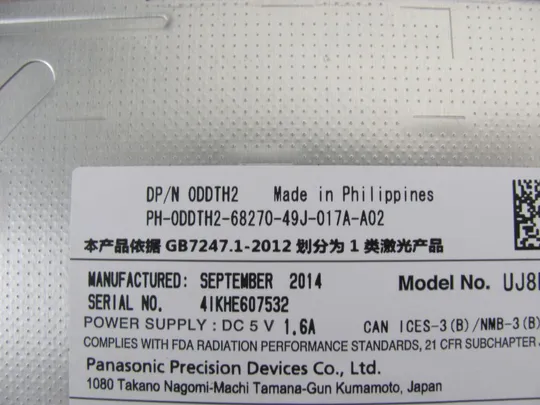 DP/N 0DDTH2 Made in Philippines
PH-0DDTH2-68270-49J-017A-A02
本产品依据 GB7247.1-2012 划分为 1 类激光产品
MANUFACTURED: SEPTEMBER 2014 Model No. UJ8
SERIAL NO. 4IKHE607532
POWER SUPPLY : DC 5 V 1.6A CAN ICES-3(B)/NMB-3(B)
COMPLIES WITH FDA RADIATION PERFORMANCE STANDARDS, 21 CFR SUBCHAPTER J
Panasonic Precision Devices Co., Ltd.
1080 Takano Nagomi-Machi Tamana-Gun Kumamoto, Japan